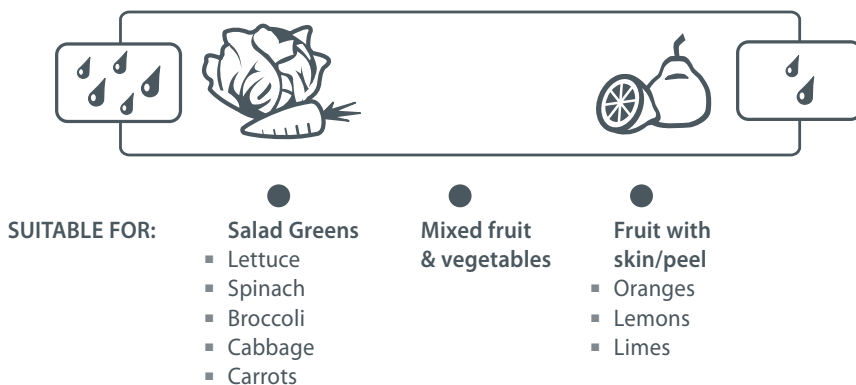 SUITABLE FOR:
Salad Greens
▪ Lettuce
▪ Spinach
▪ Broccoli
▪ Cabbage
▪ Carrots
Mixed fruit
& vegetables
Fruit with
skin/peel
▪ Oranges
▪ Lemons
▪ Limes